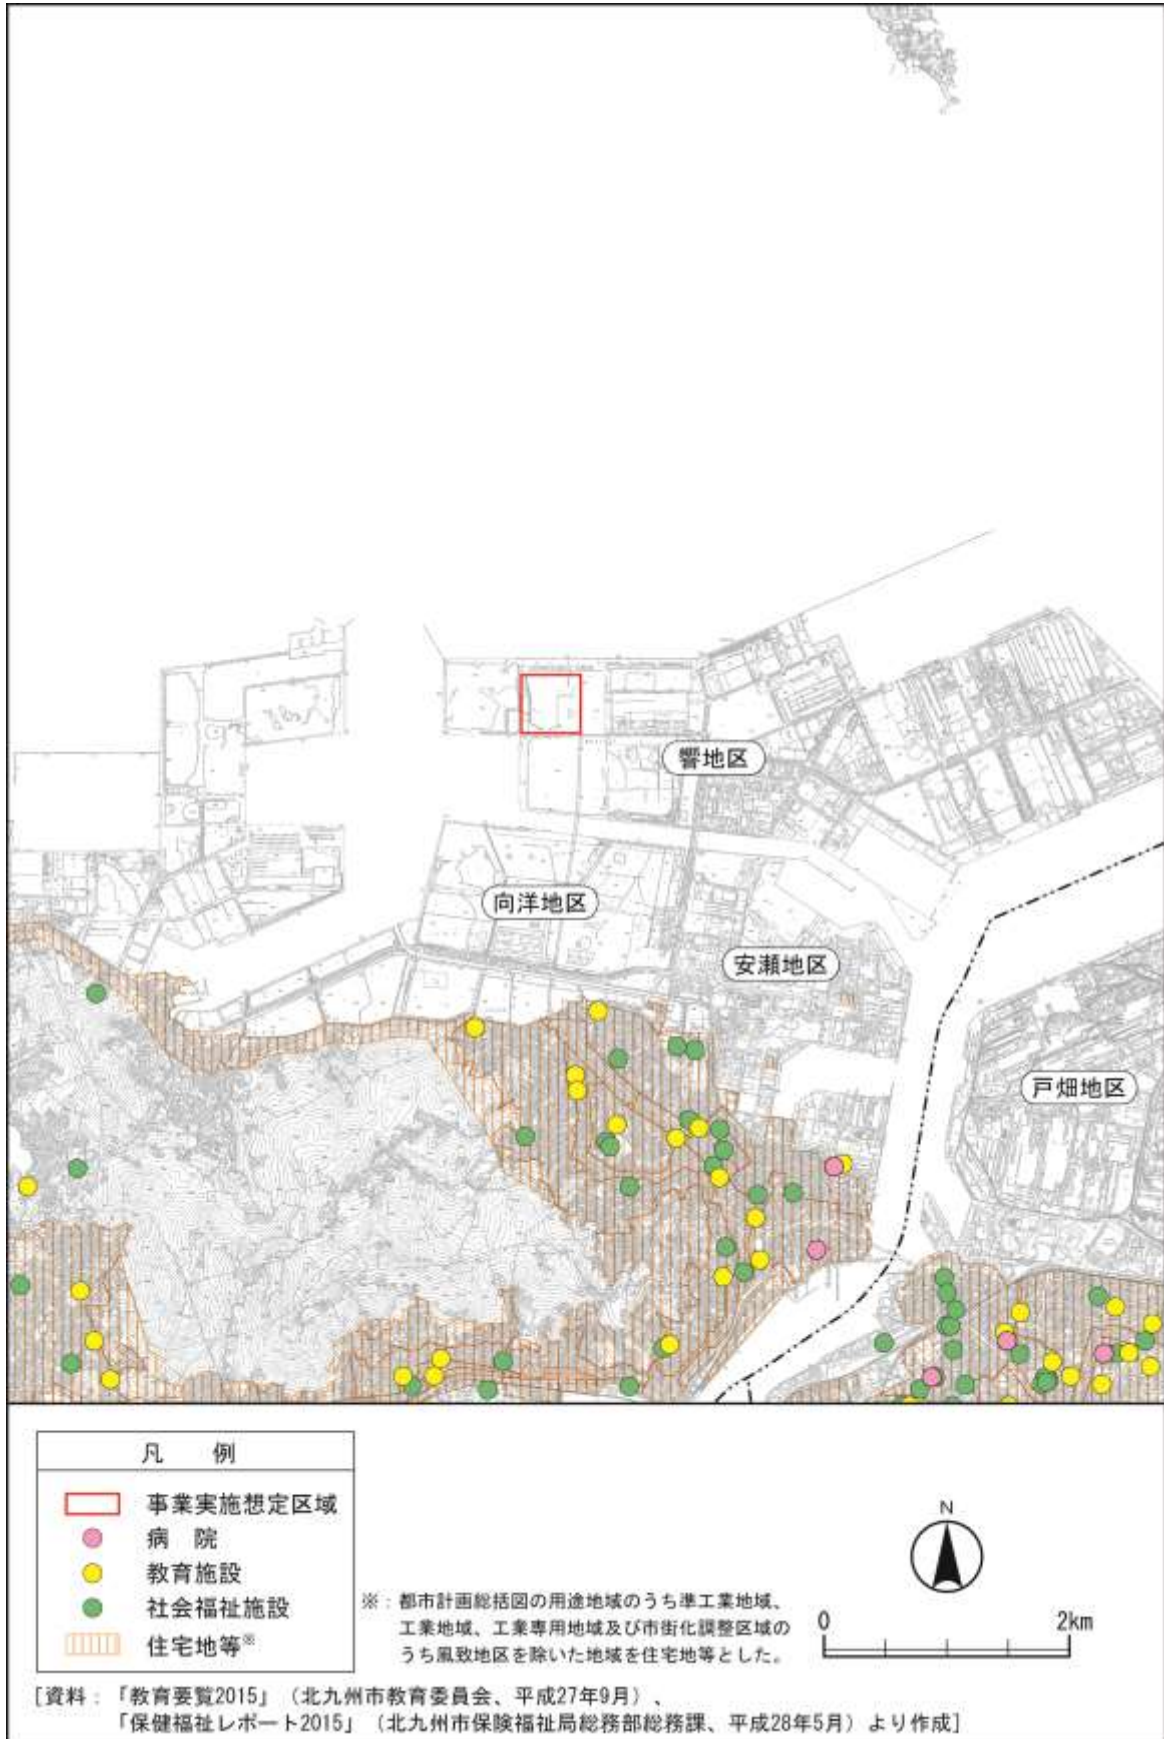 響地区
向洋地区
安瀬地区
戸畑地区
凡　例
事業実施想定区域
病　院
教育施設
社会福祉施設
住宅地等※
※：都市計画総括図の用途地域のうち準工業地域、
工業地域、工業専用地域及び市街化調整区域の
うち風致地区を除いた地域を住宅地等とした。
N
0 2km
[資料：「教育要覧2015」（北九州市教育委員会、平成27年9月）、
「保健福祉レポート2015」（北九州市保険福祉局総務部総務課、平成28年5月）より作成]